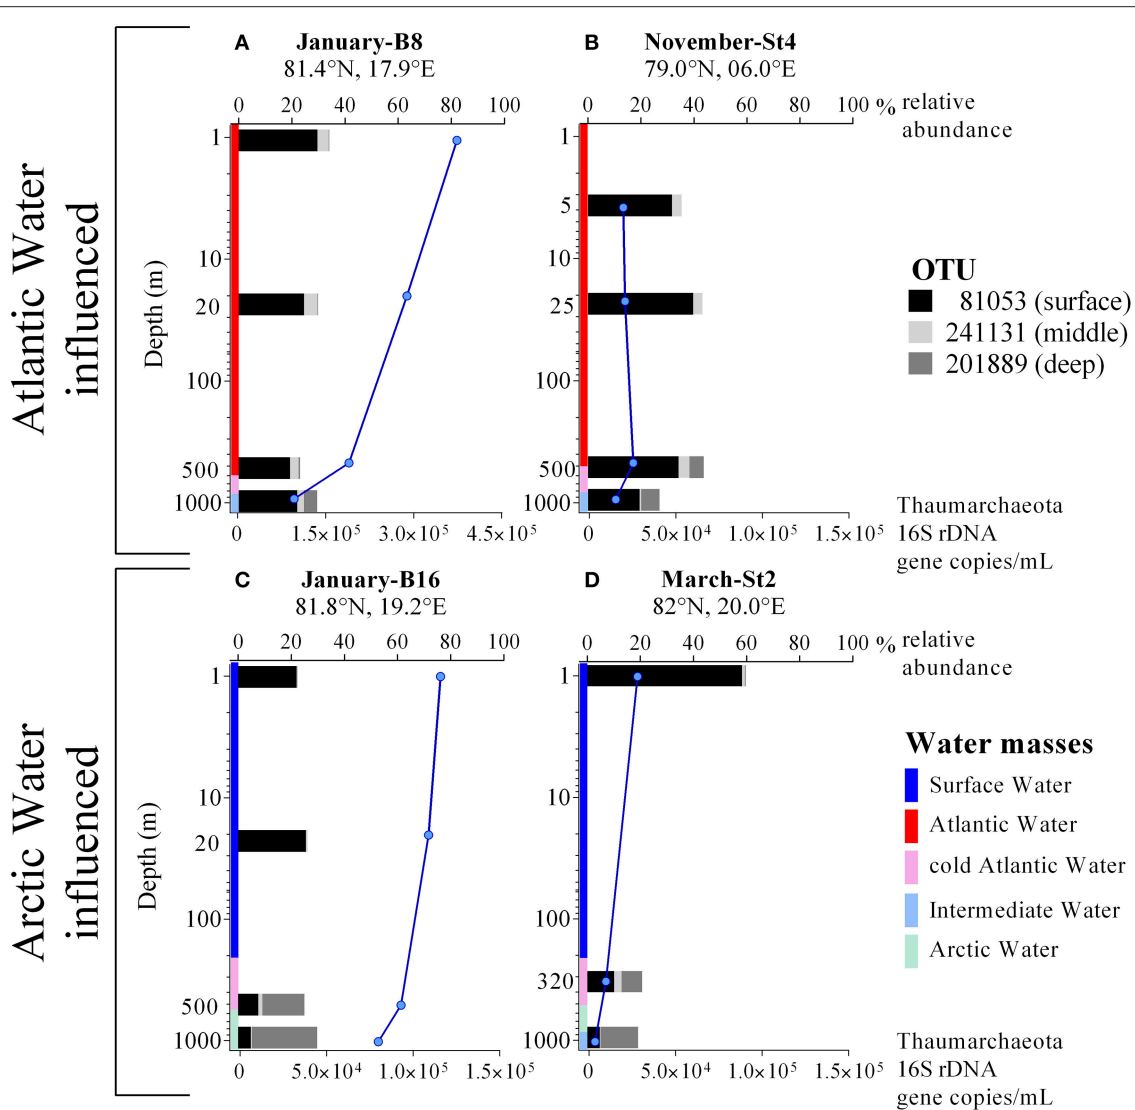 Atlantic Water
influenced
A January-B8
81.4°N, 17.9°E
0 20 40 60 80 100
Depth (m)
1
10
20
100
500
1000
0 1.5×10⁵ 3.0×10⁵ 4.5×10⁵
B November-St4
79.0°N, 06.0°E
0 20 40 60 80 100 % relative
abundance
1
5
10
25
100
500
1000
0 5.0×10⁴ 1.0×10⁵ 1.5×10⁵
OTU
81053 (surface)
241131 (middle)
201889 (deep)
Thaumarchaeota
16S rDNA
gene copies/mL
Arctic Water
influenced
C January-B16
81.8°N, 19.2°E
0 20 40 60 80 100
Depth (m)
1
10
20
100
500
1000
0 5.0×10⁴ 1.0×10⁵ 1.5×10⁵
D March-St2
82°N, 20.0°E
0 20 40 60 80 100 % relative
abundance
1
10
100
320
1000
0 5.0×10⁴ 1.0×10⁵ 1.5×10⁵
Water masses
Surface Water
Atlantic Water
cold Atlantic Water
Intermediate Water
Arctic Water
Thaumarchaeota
16S rDNA
gene copies/mL